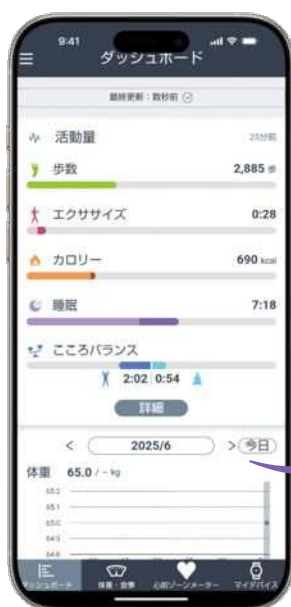 9:41
ダッシュボード
最終更新：数秒前
活動量 25分前
歩数 2,885 歩
エクササイズ 0:28
カロリー 690 kcal
睡眠 7:18
こころバランス
2:02 0:54
詳細
< 2025/6 > 今日
体重 65.0 / - kg
65.2
65.1
65.0
64.9
64.8
ダッシュボード 体重・食事 心拍ゾーンメーター マイデバイス